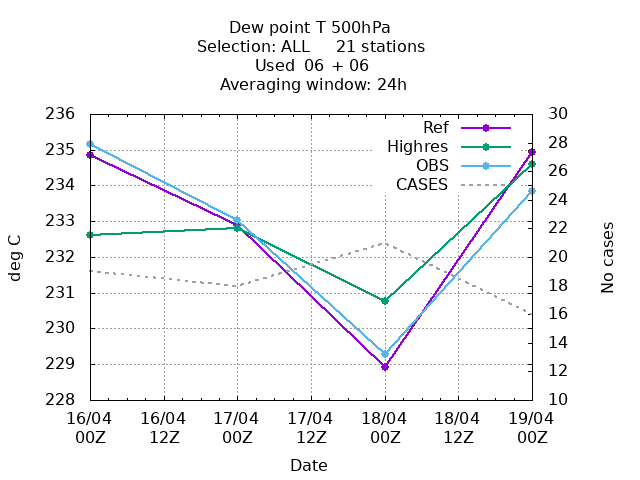 Dew point T 500hPa
Selection: ALL     21 stations
Used  06 + 06
Averaging window: 24h
236
235
234
233
232
231
230
229
228
30
28
26
24
22
20
18
16
14
12
10
Ref
Highres
OBS
CASES
deg C
No cases
16/04 16/04 17/04 17/04 18/04 18/04 19/04
00Z 12Z 00Z 12Z 00Z 12Z 00Z
Date